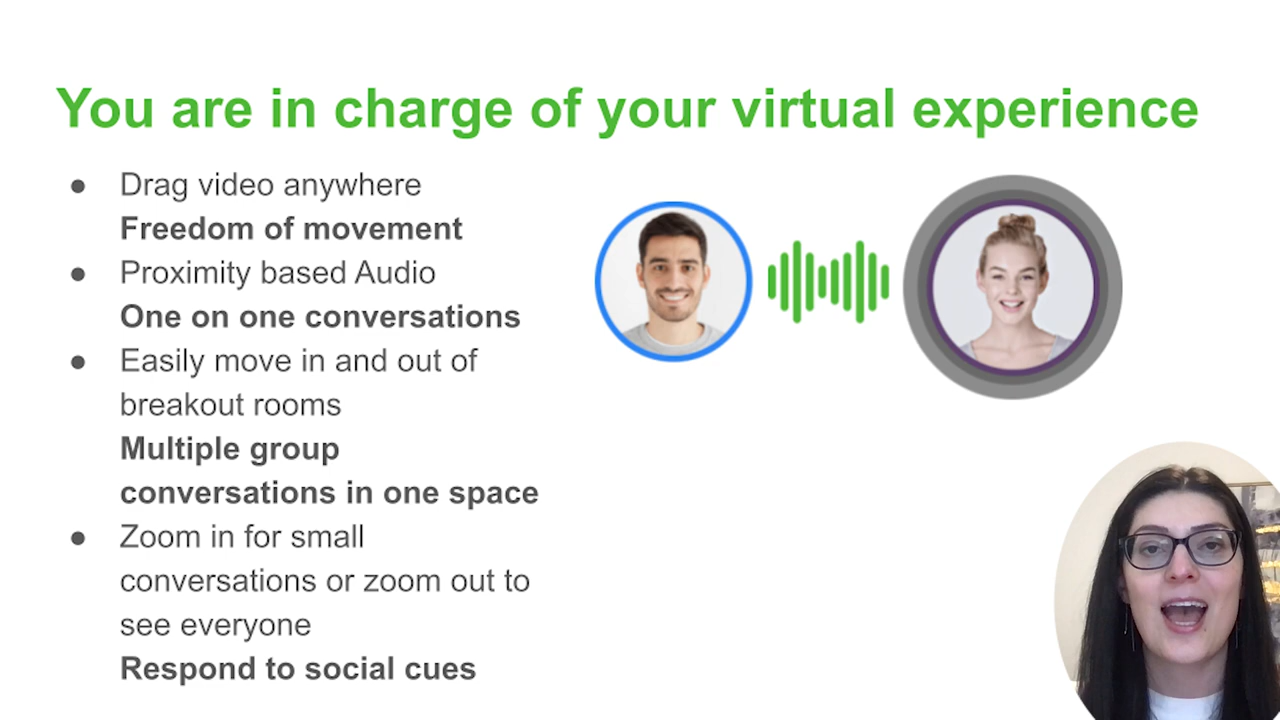 You are in charge of your virtual experience
● Drag video anywhere
Freedom of movement
● Proximity based Audio
One on one conversations
● Easily move in and out of
breakout rooms
Multiple group
conversations in one space
● Zoom in for small
conversations or zoom out to
see everyone
Respond to social cues